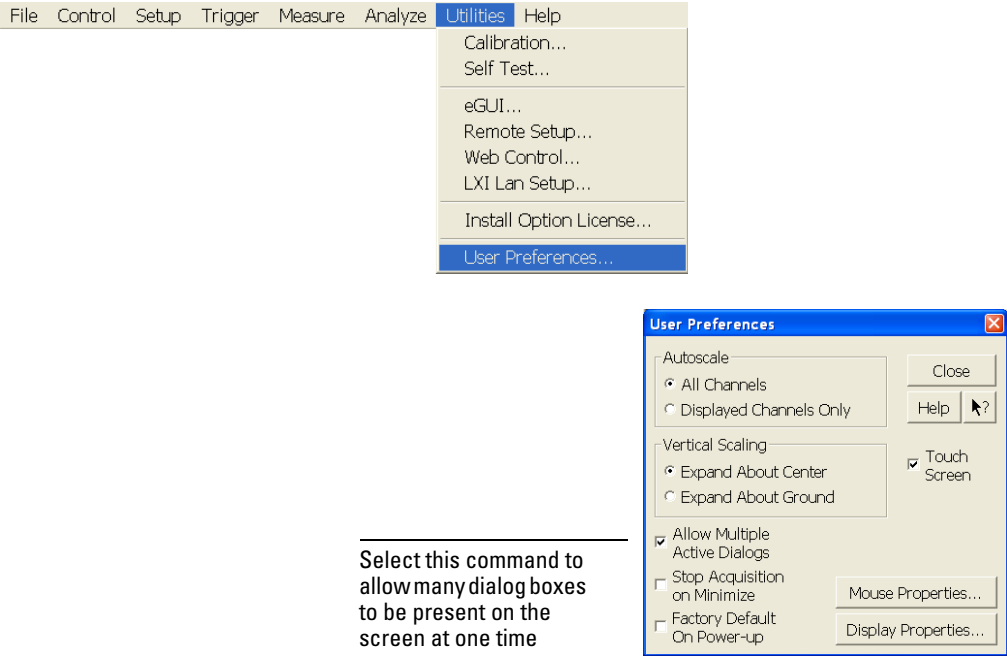 File Control Setup Trigger Measure Analyze Utilities Help
Calibration...
Self Test...
eGUI...
Remote Setup...
Web Control...
LXI Lan Setup...
Install Option License...
User Preferences...
User Preferences
Autoscale
All Channels
Displayed Channels Only
Close
Help ?
Vertical Scaling
Expand About Center
Expand About Ground
Touch
Screen
Allow Multiple
Active Dialogs
Stop Acquisition
on Minimize
Factory Default
On Power-up
Mouse Properties...
Display Properties...
Select this command to
allow many dialog boxes
to be present on the
screen at one time